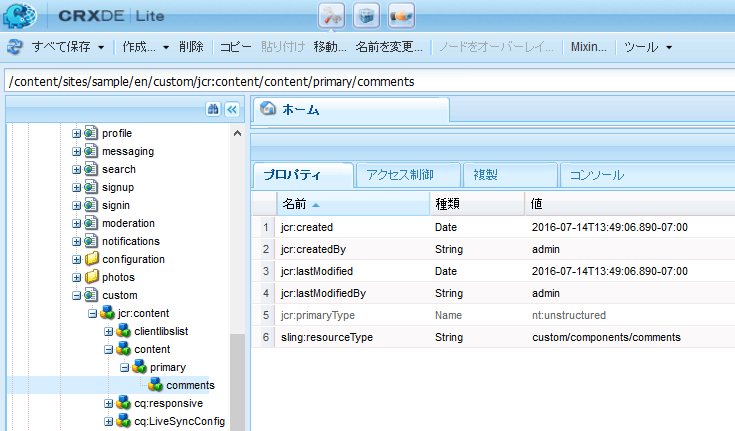 CRXDE | Lite
すべて保存 作成... 削除 コピー 貼り付け 移動... 名前を変更... ノードをオーバーレイ... Mixin... ツール
/content/sites/sample/en/custom/jcr:content/content/primary/comments
profile
messaging
search
signup
signin
moderation
notifications
configuration
photos
custom
jcr:content
clientlibslist
content
primary
comments
cq:responsive
cq:LiveSyncConfig
ホーム
プロパティ アクセス制御 複製 コンソール
名前 種類 値
1 jcr:created Date 2016-07-14T13:49:06.890-07:00
2 jcr:createdBy String admin
3 jcr:lastModified Date 2016-07-14T13:49:06.890-07:00
4 jcr:lastModifiedBy String admin
5 jcr:primaryType Name nt:unstructured
6 sling:resourceType String custom/components/comments